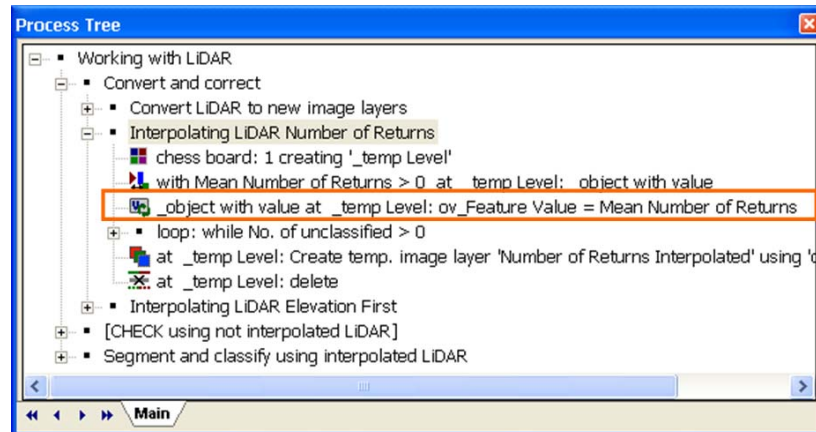 Process Tree
Working with LiDAR
Convert and correct
Convert LiDAR to new image layers
Interpolating LiDAR Number of Returns
chess board: 1 creating '_temp Level'
with Mean Number of Returns > 0 at _temp Level: _object with value
_object with value at _temp Level: ov_Feature Value = Mean Number of Returns
loop: while No. of unclassified > 0
at _temp Level: Create temp. image layer 'Number of Returns Interpolated' using
at _temp Level: delete
Interpolating LiDAR Elevation First
[CHECK using not interpolated LiDAR]
Segment and classify using interpolated LiDAR
Main